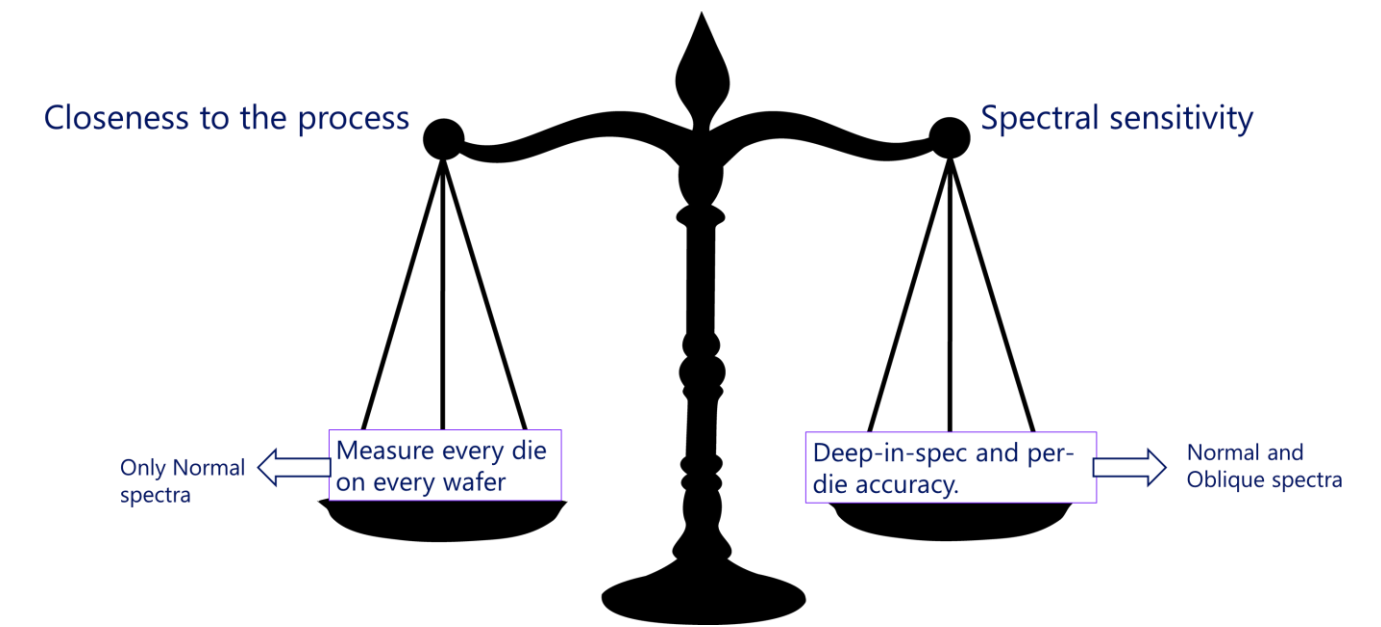 Closeness to the process
Spectral sensitivity
Measure every die
on every wafer
Only Normal
spectra
Deep-in-spec and per-
die accuracy.
Normal and
Oblique spectra